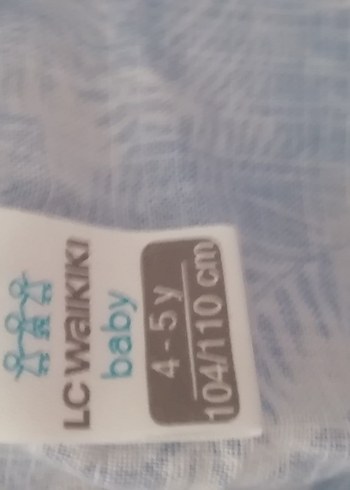 LC WAIKIKI
baby
4 - 5 y
104/110 cm